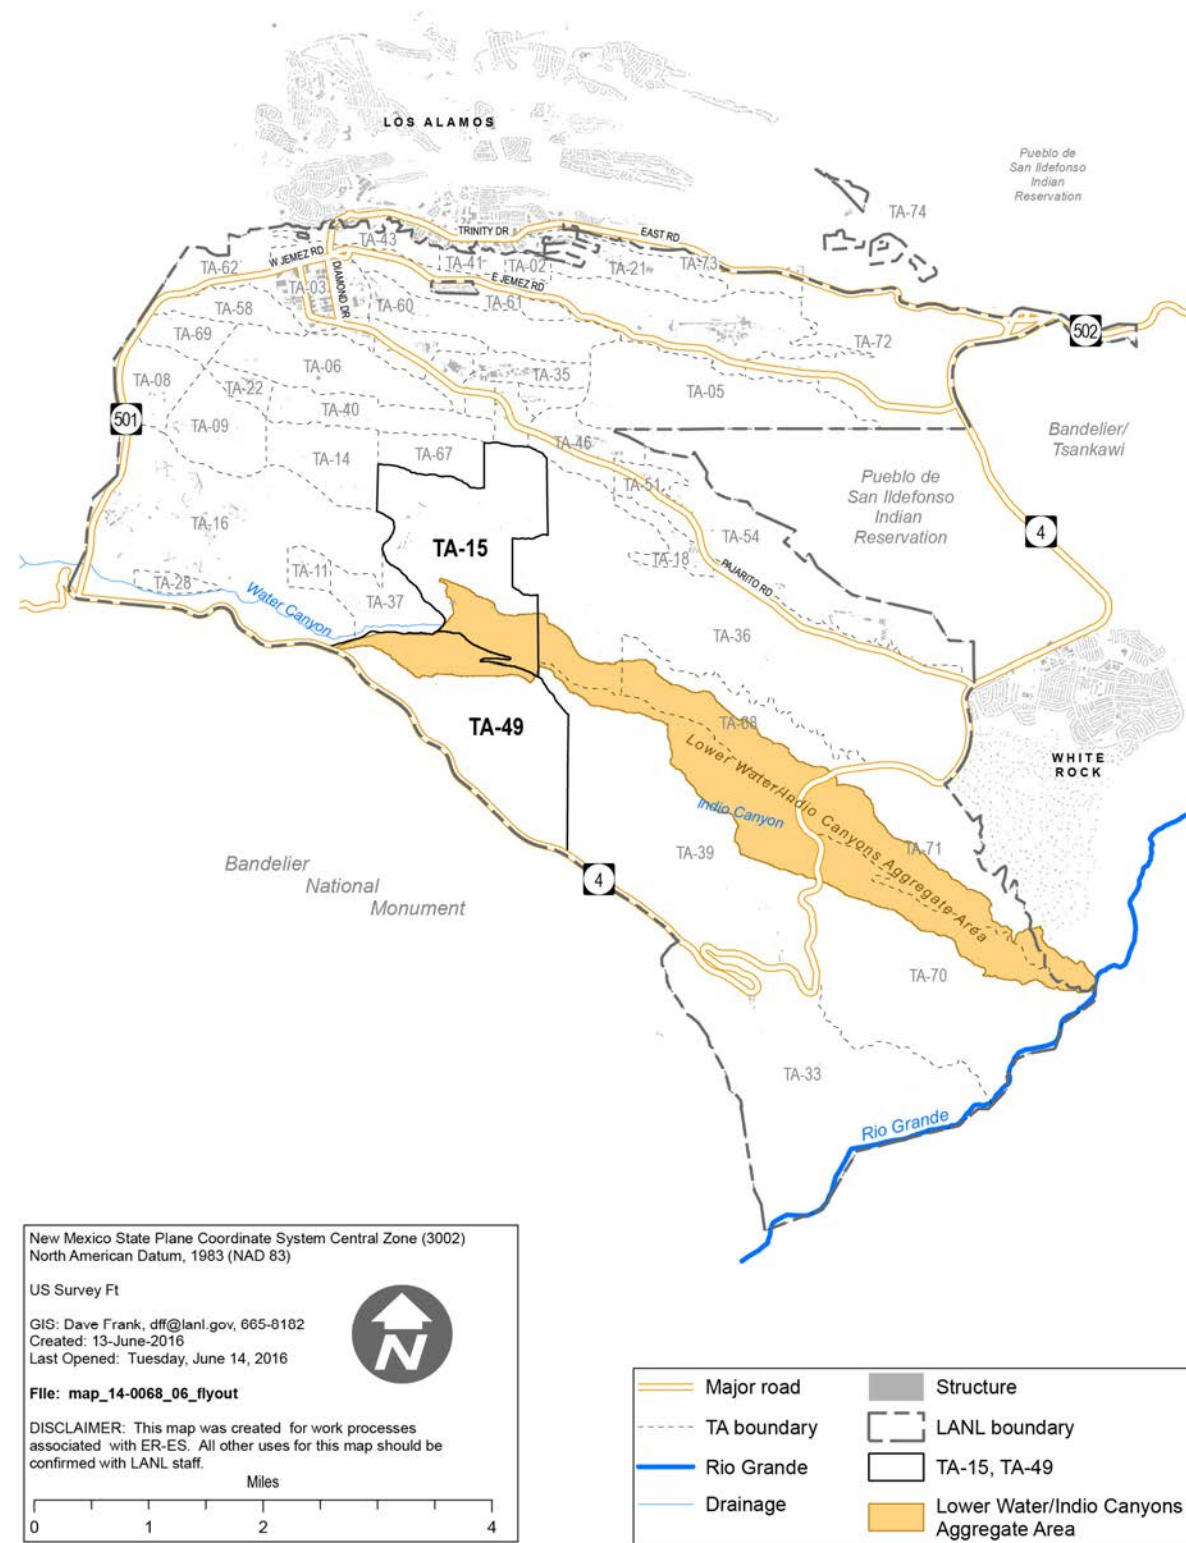 LOS ALAMOS
Pueblo de
San Ildefonso
Indian
Reservation
TA-74
TRINITY DR
EAST RD
TA-43
W JEMEZ RD
TA-62
TA-41
TA-02
TA-21
TA-73
TA-03
DIAMOND DR
E JEMEZ RD
TA-58
TA-60
TA-61
502
TA-69
TA-72
TA-06
TA-08
TA-22
TA-35
TA-05
TA-40
501
TA-09
TA-46
Bandelier/
Tsankawi
TA-14
TA-67
Pueblo de
San Ildefonso
Indian
Reservation
TA-51
TA-16
TA-54
4
TA-15
TA-18
TA-11
TA-28
PAJARITO RD
Water Canyon
TA-37
TA-36
TA-49
TA-68
WHITE
ROCK
Lower Water/Indio Canyons Aggregate Area
Indio Canyon
TA-39
TA-71
Bandelier
National
Monument
4
TA-70
TA-33
Rio Grande
New Mexico State Plane Coordinate System Central Zone (3002)
North American Datum, 1983 (NAD 83)
US Survey Ft
GIS: Dave Frank, dff@lanl.gov, 665-8182
Created: 13-June-2016
Last Opened: Tuesday, June 14, 2016
File: map_14-0068_06_flyout
DISCLAIMER: This map was created for work processes
associated with ER-ES. All other uses for this map should be
confirmed with LANL staff.
N
Miles
0 1 2 4
Major road
TA boundary
Rio Grande
Drainage
Structure
LANL boundary
TA-15, TA-49
Lower Water/Indio Canyons
Aggregate Area